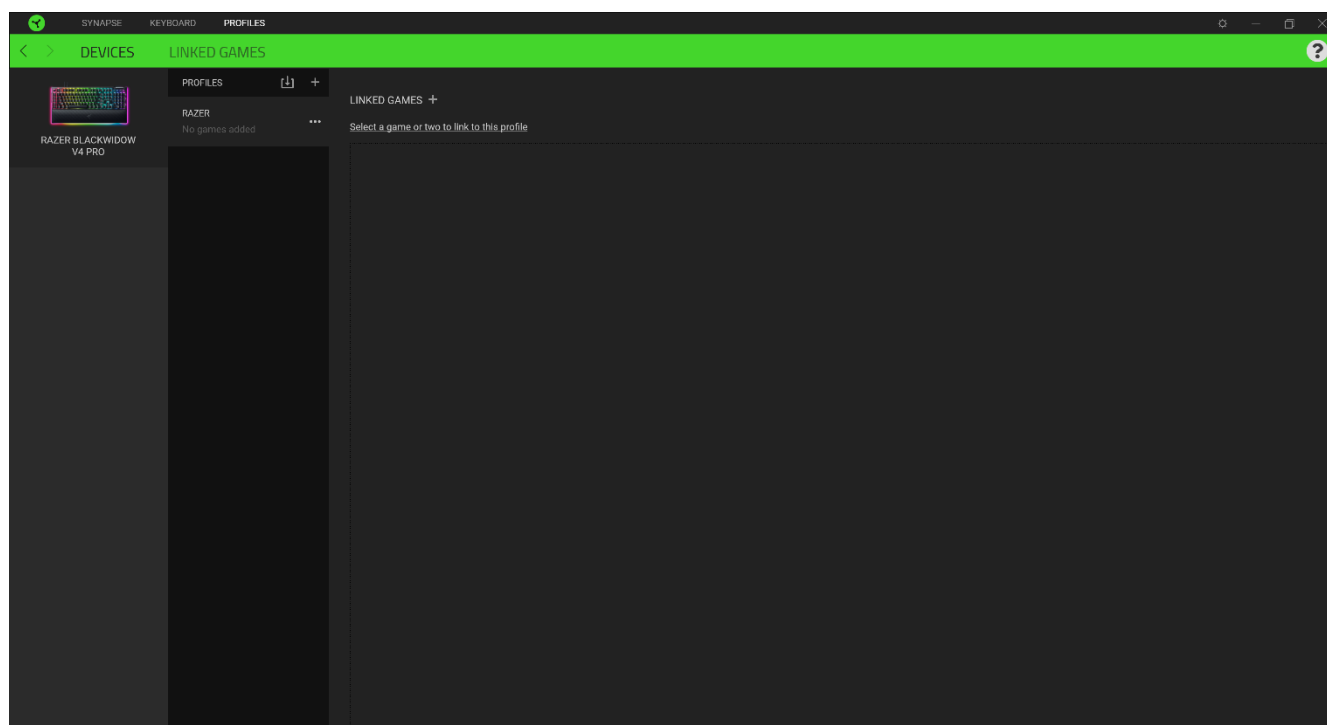 SYNAPSE KEYBOARD PROFILES
DEVICES LINKED GAMES
?
RAZER BLACKWIDOW
V4 PRO
PROFILES
RAZER
No games added
LINKED GAMES +
Select a game or two to link to this profile